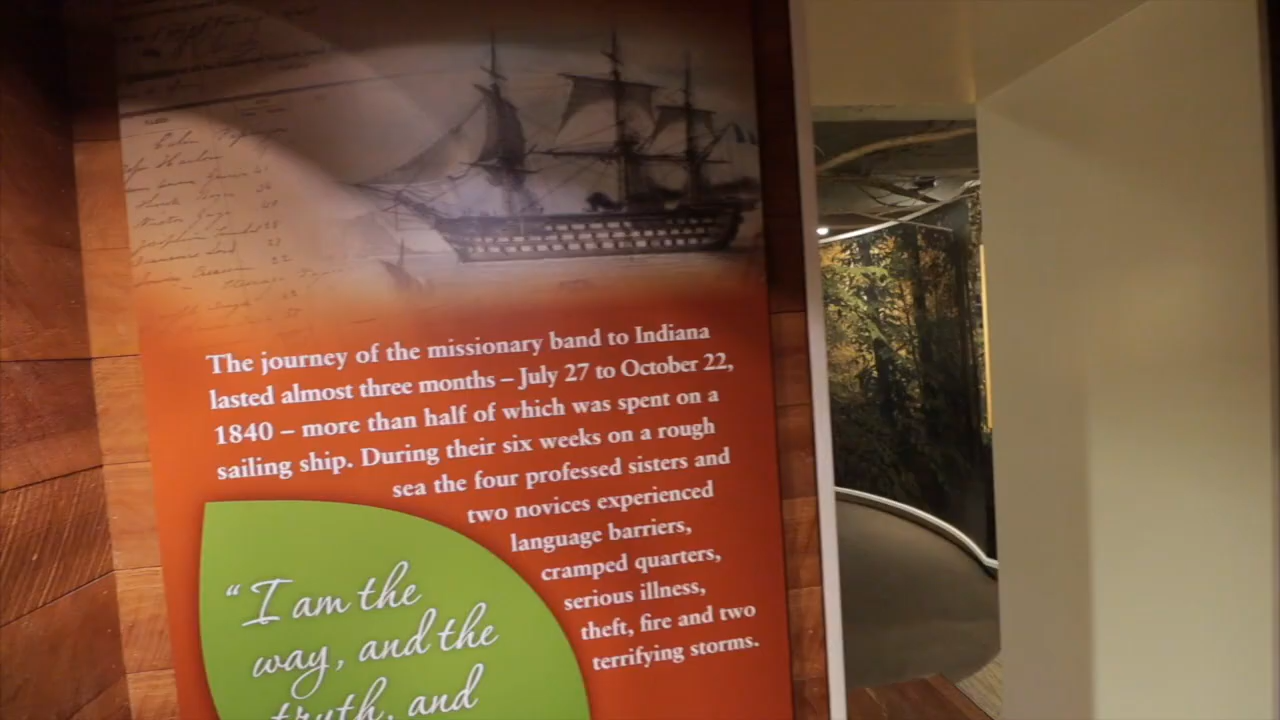 The journey of the missionary band to Indiana
lasted almost three months – July 27 to October 22,
1840 – more than half of which was spent on a
sailing ship. During their six weeks on a rough
sea the four professed sisters and
two novices experienced
language barriers,
cramped quarters,
serious illness,
theft, fire and two
terrifying storms.
“I am the
way, and the
truth, and